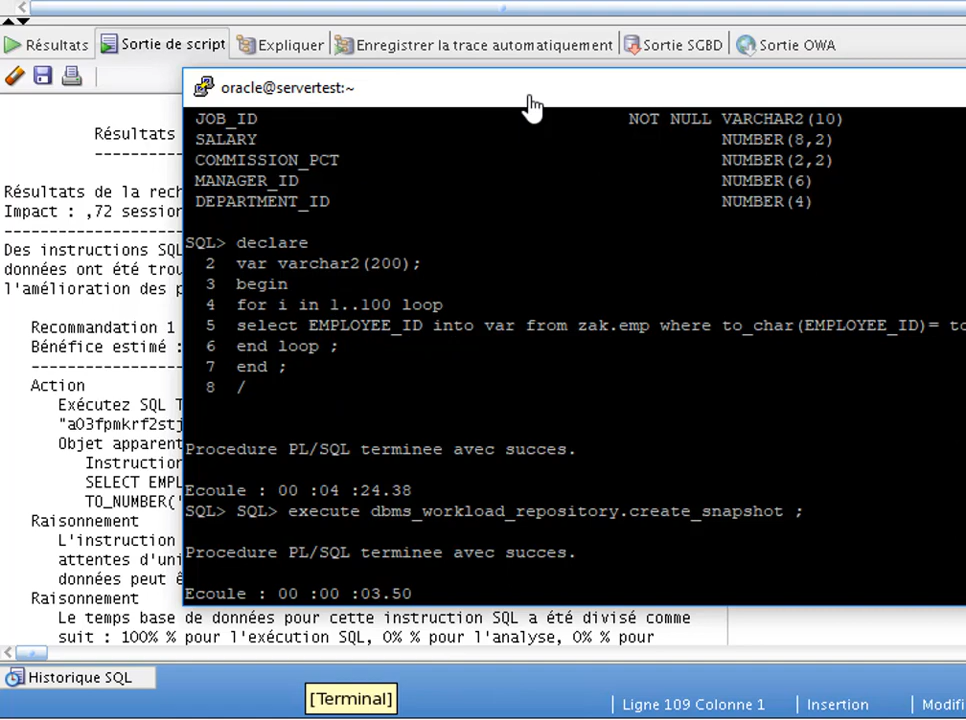 Résultats Sortie de script Expliquer Enregistrer la trace automatiquement Sortie SGBD Sortie OWA
oracle@servertest:~
Résultats
-----------
Résultats de la rech
Impact : ,72 session
Des instructions SQL
données ont été trou
l'amélioration des p
Recommandation 1
Bénéfice estimé :
Action
Exécutez SQL T
"a03fpmkrf2stj
Objet apparent
Instruction
SELECT EMPL
TO_NUMBER('
Raisonnement
L'instruction
attentes d'uni
données peut ê
Raisonnement
Le temps base de données pour cette instruction SQL a été divisé comme
suit : 100% % pour l'exécution SQL, 0% % pour l'analyse, 0% % pour
JOB_ID NOT NULL VARCHAR2(10)
SALARY NUMBER(8,2)
COMMISSION_PCT NUMBER(2,2)
MANAGER_ID NUMBER(6)
DEPARTMENT_ID NUMBER(4)
SQL> declare
2 var varchar2(200);
3 begin
4 for i in 1..100 loop
5 select EMPLOYEE_ID into var from zak.emp where to_char(EMPLOYEE_ID)= to
6 end loop ;
7 end ;
8 /
Procedure PL/SQL terminee avec succes.
Ecoule : 00 :04 :24.38
SQL> SQL> execute dbms_workload_repository.create_snapshot ;
Procedure PL/SQL terminee avec succes.
Ecoule : 00 :00 :03.50
Historique SQL
[Terminal]
Ligne 109 Colonne 1 Insertion Modifi